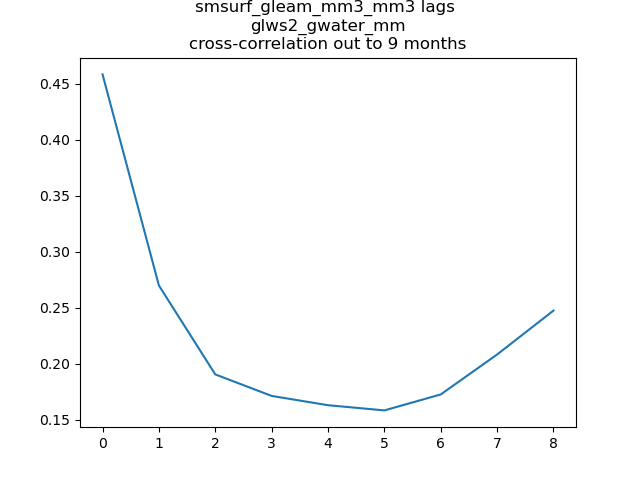 smsurf_gleam_mm3_mm3 lags
glws2_gwater_mm
cross-correlation out to 9 months
0.45
0.40
0.35
0.30
0.25
0.20
0.15
0 1 2 3 4 5 6 7 8